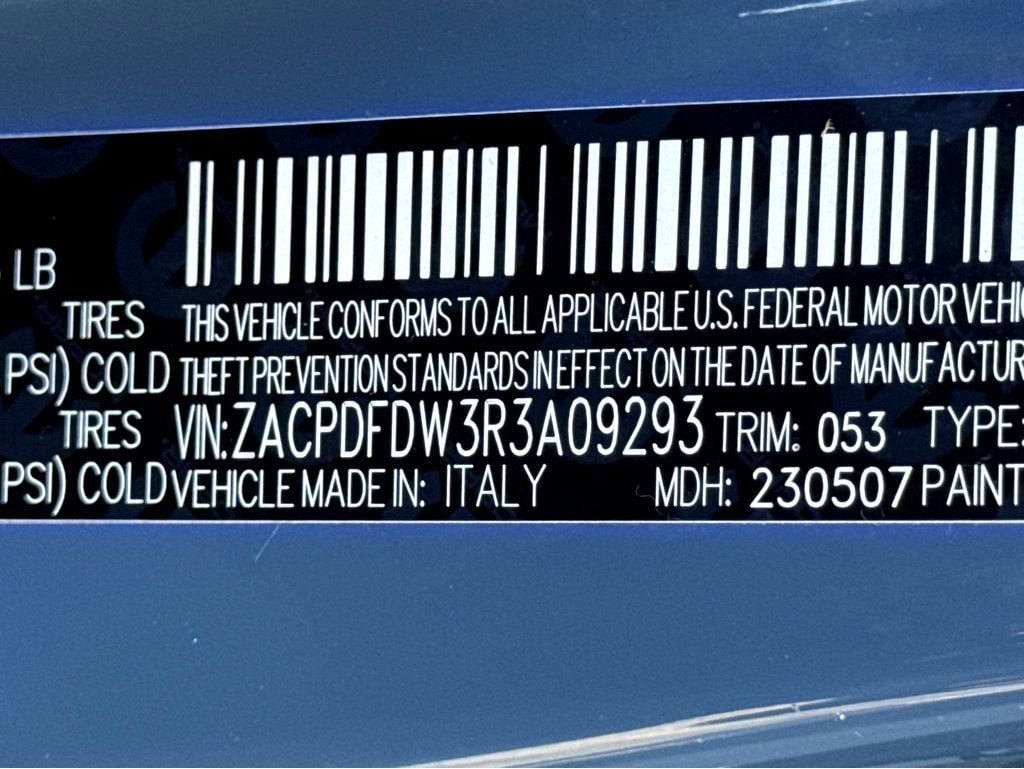 LB
TIRES THIS VEHICLE CONFORMS TO ALL APPLICABLE U.S. FEDERAL MOTOR VEHIC
PSI) COLD THEFT PREVENTION STANDARDS IN EFFECT ON THE DATE OF MANUFACTUR
TIRES VIN:ZACPDFDW3R3A09293 TRIM: 053 TYPE:
PSI) COLD VEHICLE MADE IN: ITALY MDH: 230507 PAINT